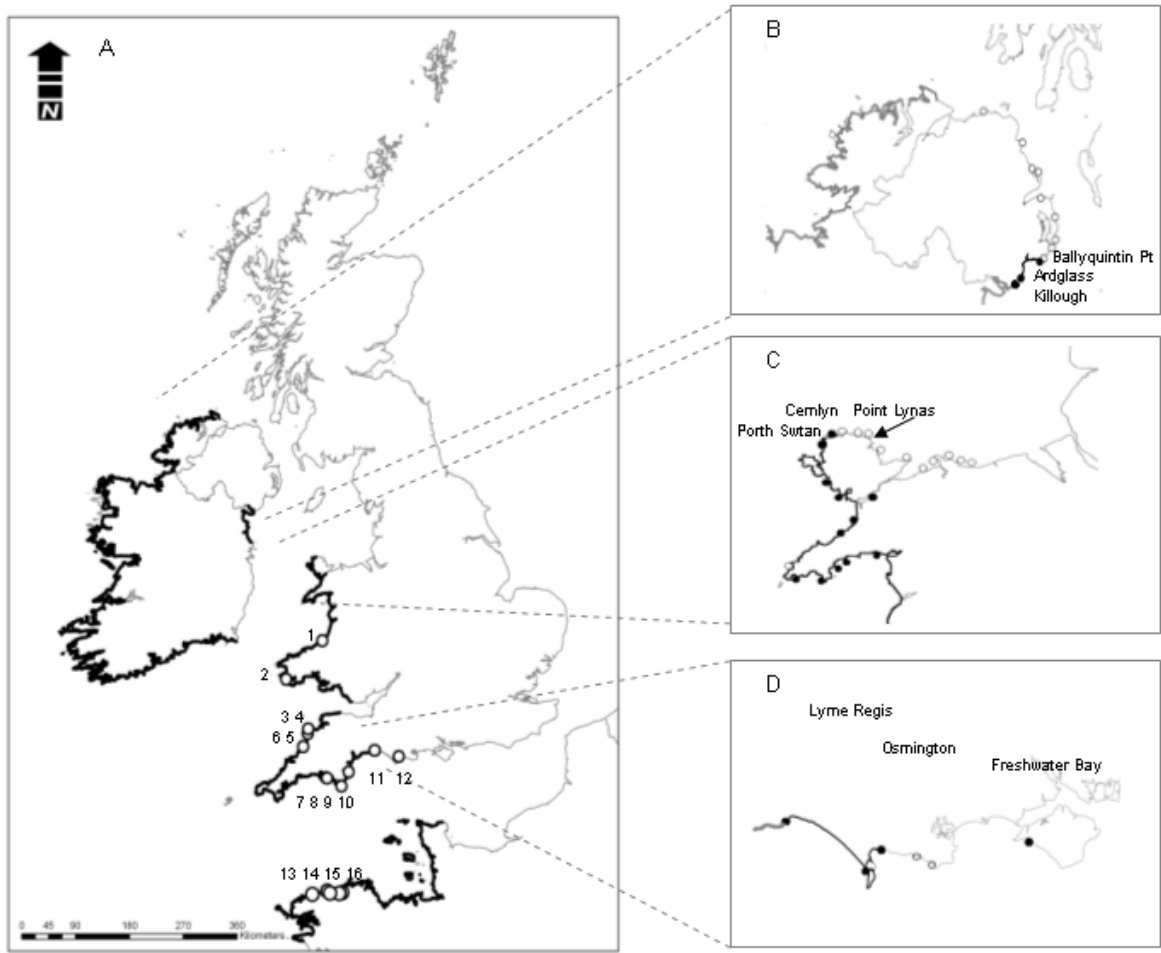 A
N
1
2
3 4
6 5
7 8 9 10
11 12
13 14 15 16
0 45 90 180 270 360
Kilometers
B
Ballyquintin Pt
Ardglass
Killough
C
Cemlyn Point Lynas
Porth Swtan
D
Lyme Regis
Osmington
Freshwater Bay